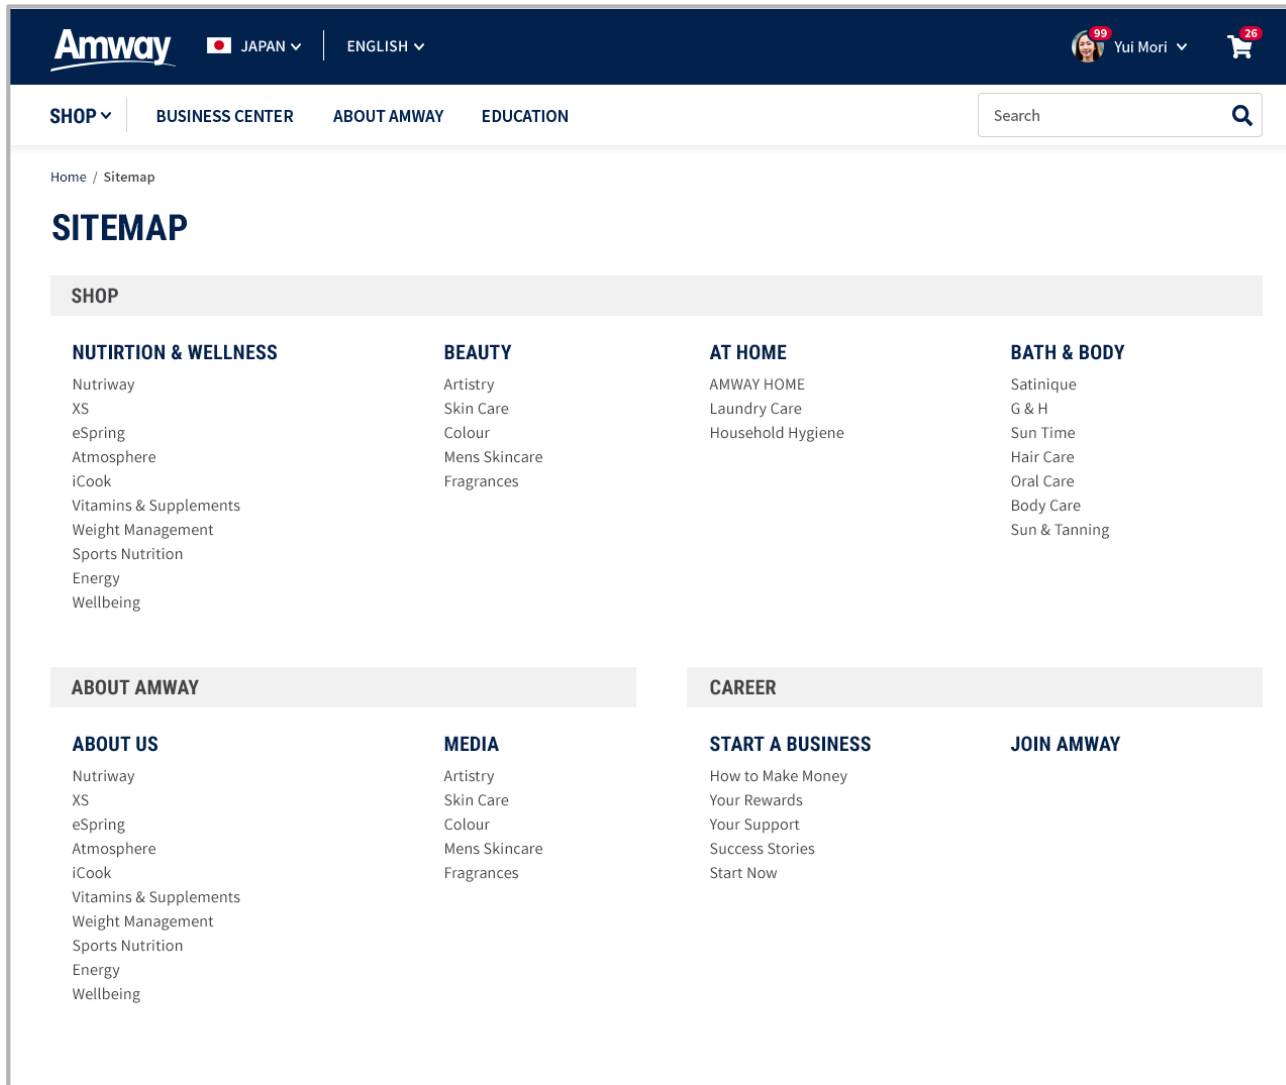 Amway
JAPAN
ENGLISH
99
Yui Mori
26
SHOP
BUSINESS CENTER
ABOUT AMWAY
EDUCATION
Search
Home / Sitemap
SITEMAP
SHOP
NUTIRTION & WELLNESS
Nutriway
XS
eSpring
Atmosphere
iCook
Vitamins & Supplements
Weight Management
Sports Nutrition
Energy
Wellbeing
BEAUTY
Artistry
Skin Care
Colour
Mens Skincare
Fragrances
AT HOME
AMWAY HOME
Laundry Care
Household Hygiene
BATH & BODY
Satinique
G & H
Sun Time
Hair Care
Oral Care
Body Care
Sun & Tanning
ABOUT AMWAY
ABOUT US
Nutriway
XS
eSpring
Atmosphere
iCook
Vitamins & Supplements
Weight Management
Sports Nutrition
Energy
Wellbeing
MEDIA
Artistry
Skin Care
Colour
Mens Skincare
Fragrances
CAREER
START A BUSINESS
How to Make Money
Your Rewards
Your Support
Success Stories
Start Now
JOIN AMWAY